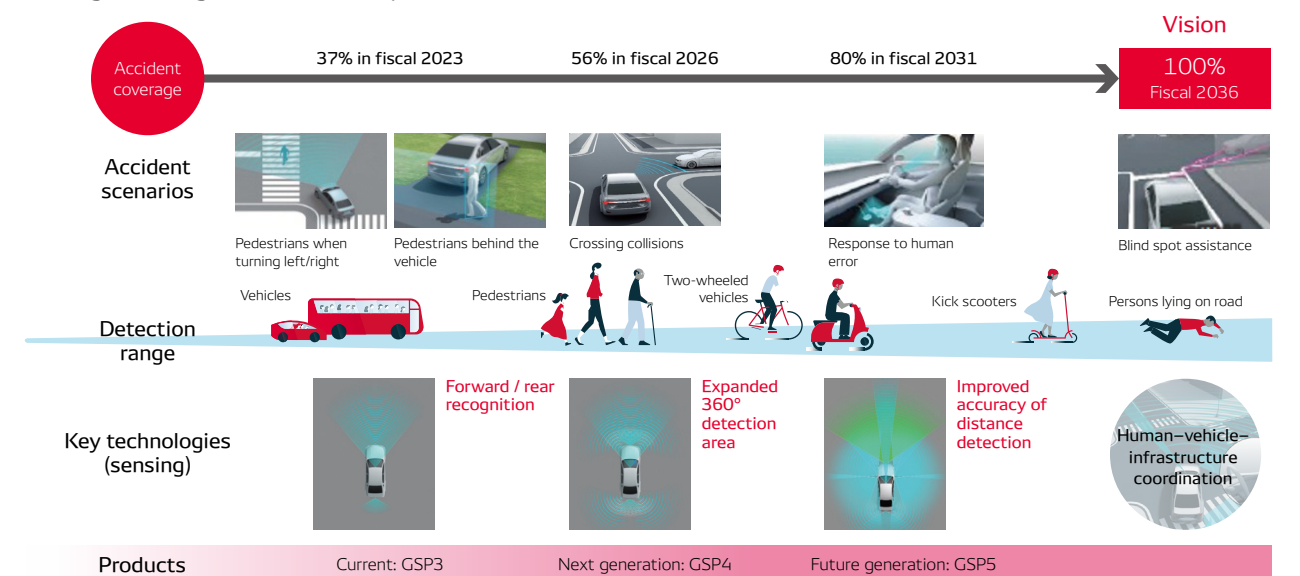 Vision
Accident
coverage
37% in fiscal 2023
56% in fiscal 2026
80% in fiscal 2031
100%
Fiscal 2036
Accident
scenarios
Pedestrians when
turning left/right
Pedestrians behind the
vehicle
Crossing collisions
Response to human
error
Blind spot assistance
Detection
range
Vehicles
Pedestrians
Two-wheeled
vehicles
Kick scooters
Persons lying on road
Key technologies
(sensing)
Forward / rear
recognition
Expanded
360°
detection
area
Improved
accuracy of
distance
detection
Human–vehicle–
infrastructure
coordination
Products
Current: GSP3
Next generation: GSP4
Future generation: GSP5